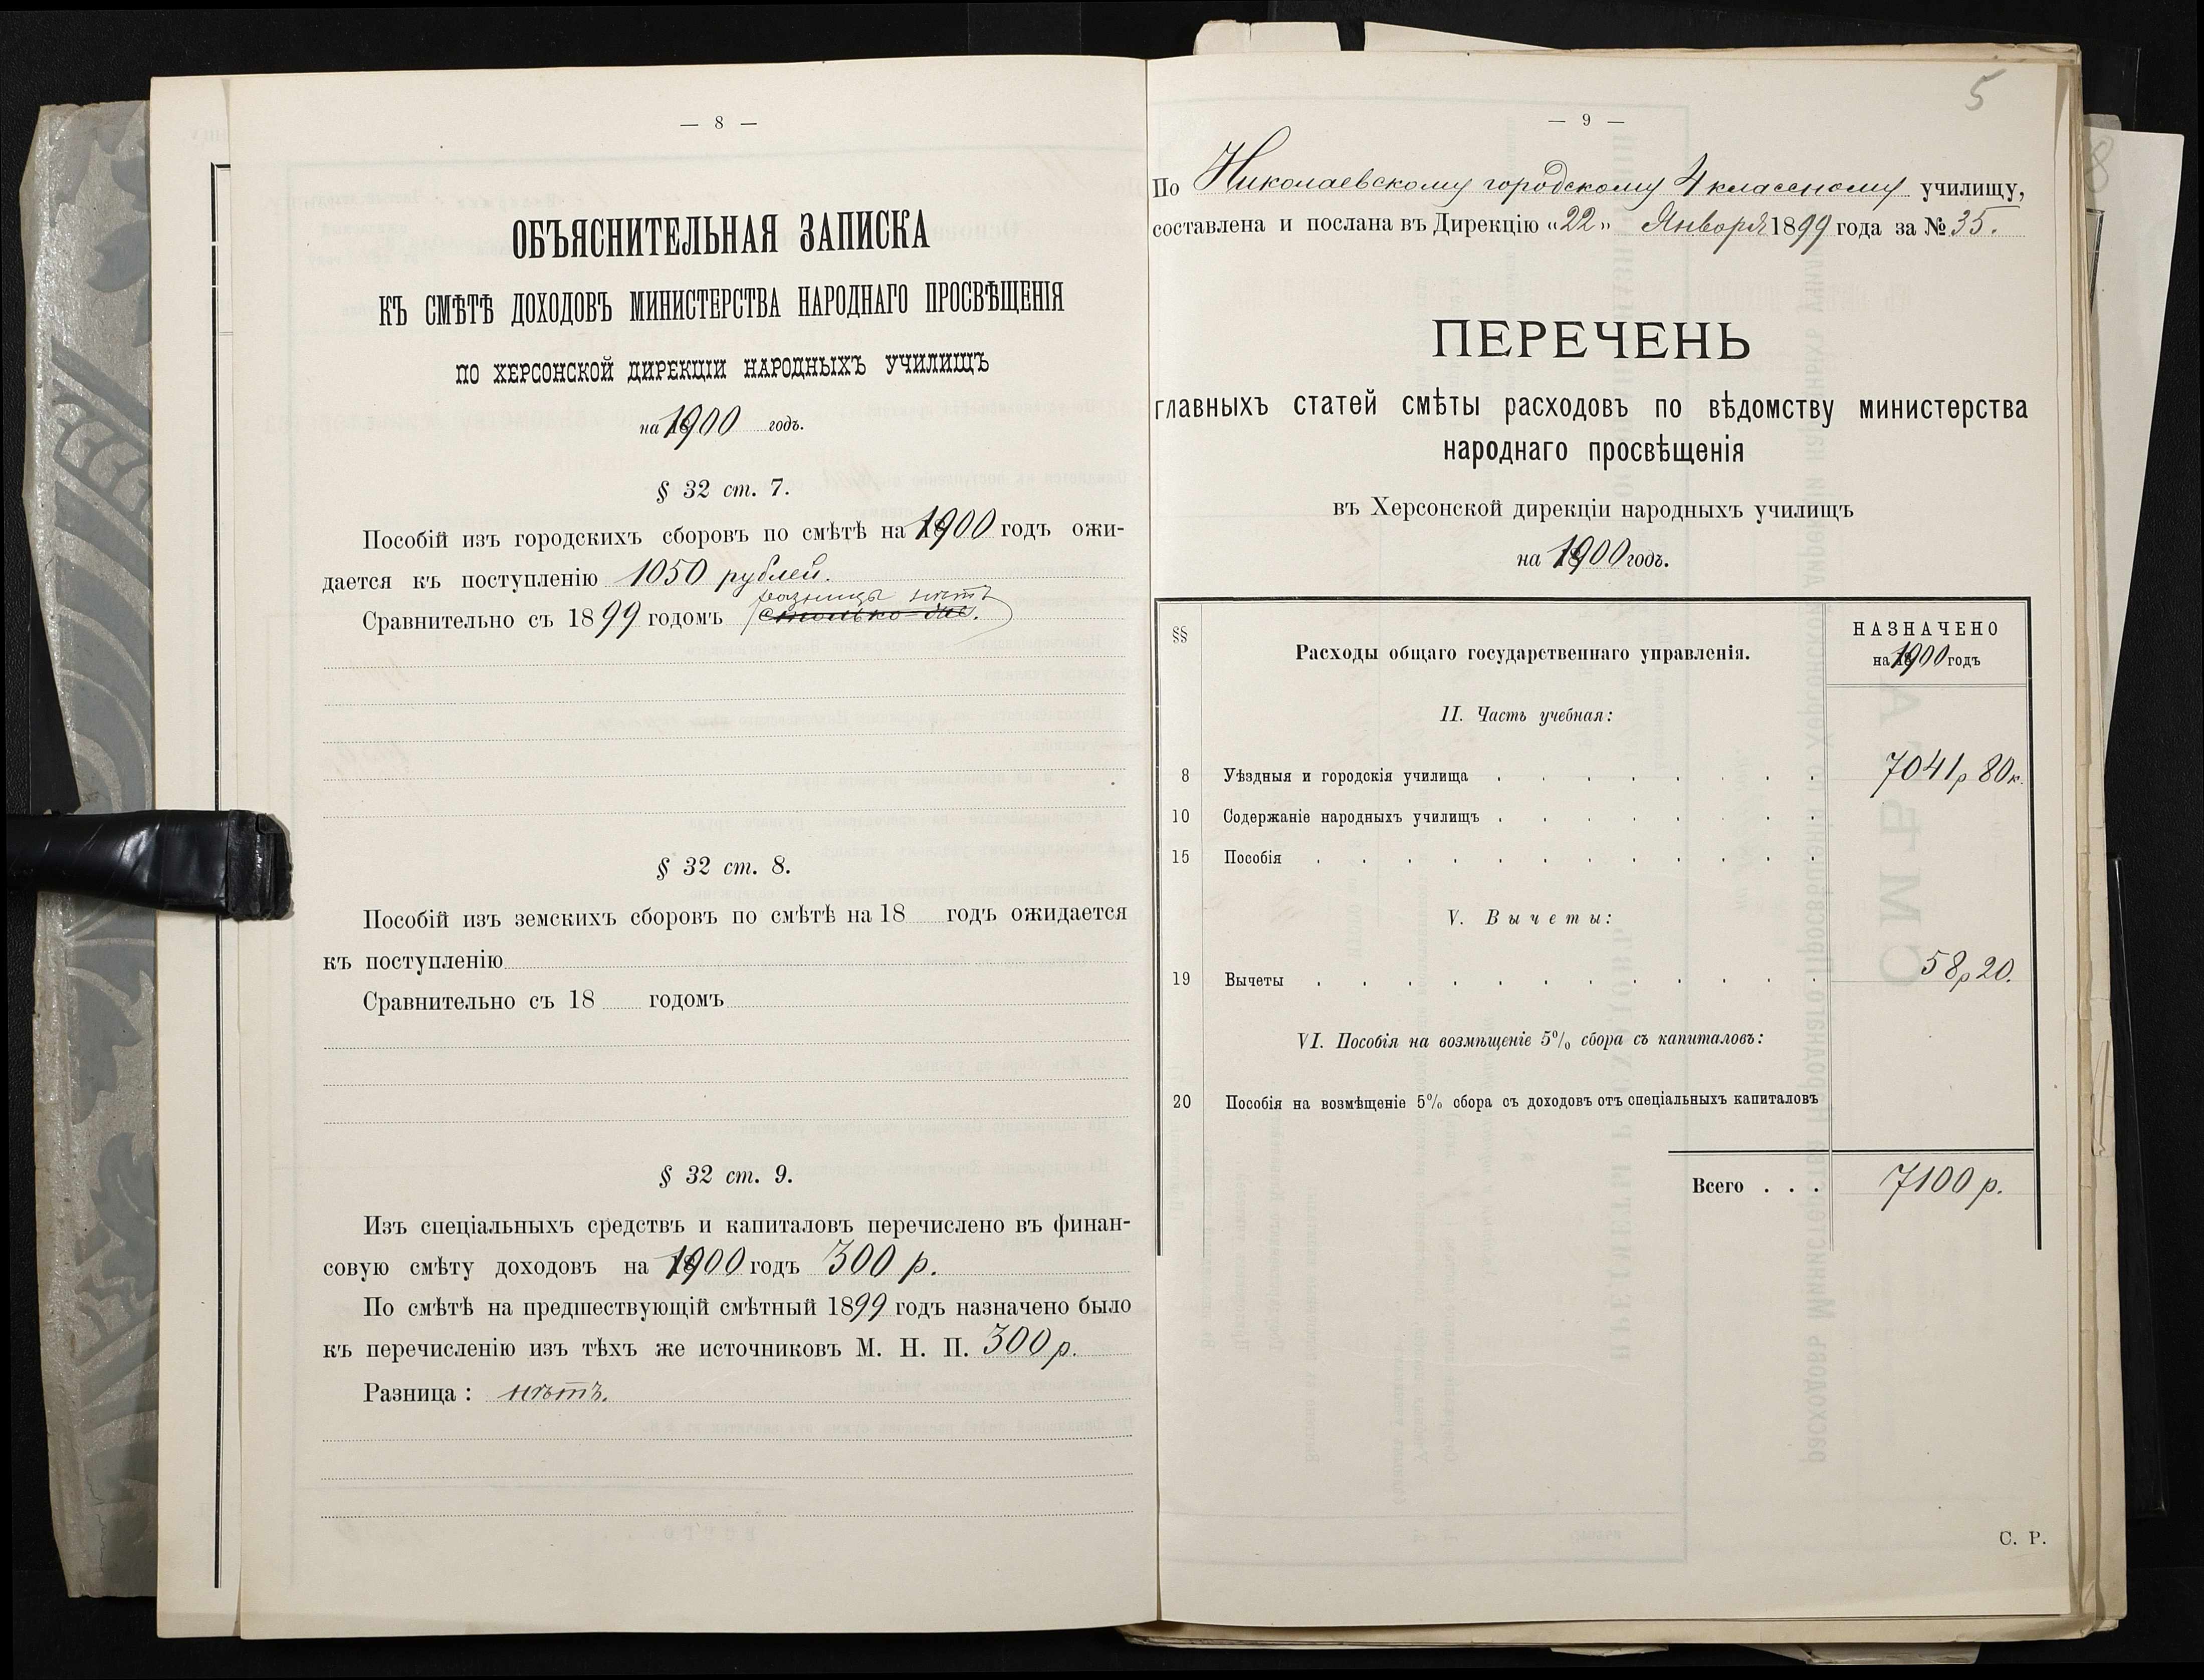 — 8 —
ОБЪЯСНИТЕЛЬНАЯ ЗАПИСКА
КЪ СМѢТѢ ДОХОДОВЪ МИНИСТЕРСТВА НАРОДНАГО ПРОСВѢЩЕНІЯ
ПО ХЕРСОНСКОЙ ДИРЕКЦІИ НАРОДНЫХЪ УЧИЛИЩЪ
на 1900 годъ.
§ 32 ст. 7.
Пособій изъ городскихъ сборовъ по смѣтѣ на 1900 годъ ожи-
дается къ поступленію 1050 рублей.
разницы нѣтъ
Сравнительно съ 1899 годомъ
§ 32 ст. 8.
Пособій изъ земскихъ сборовъ по смѣтѣ на 18 годъ ожидается
къ поступленію
Сравнительно съ 18 годомъ
§ 32 ст. 9.
Изъ спеціальныхъ средствъ и капиталовъ перечислено въ финан-
совую смѣту доходовъ на 1900 годъ 300 р.
По смѣтѣ на предшествующій смѣтный 1899 годъ назначено было
къ перечисленію изъ тѣхъ же источниковъ М. Н. П. 300 р.
Разница: нѣтъ.
5
— 9 —
По Николаевскому городскому 4 классному училищу,
составлена и послана въ Дирекцію «22» Января 1899 года за № 35.
ПЕРЕЧЕНЬ
главныхъ статей смѣты расходовъ по вѣдомству министерства
народнаго просвѣщенія
въ Херсонской дирекціи народныхъ училищъ
на 1900 годъ.
§§
Расходы общаго государственнаго управленія.
НАЗНАЧЕНО
на 1900 годъ
II. Часть учебная:
8 Уѣздныя и городскія училища . . . . . . . . 7041 р 80 к.
10 Содержаніе народныхъ училищъ . . . . . . . .
15 Пособія . . . . . . . . . . . .
V. Вычеты:
19 Вычеты . . . . . . . . . . . . 58 р 20.
VI. Пособія на возмѣщеніе 5% сбора съ капиталовъ:
20 Пособія на возмѣщеніе 5% сбора съ доходовъ отъ спеціальныхъ капиталовъ
Всего . . . 7100 р.
С. Р.